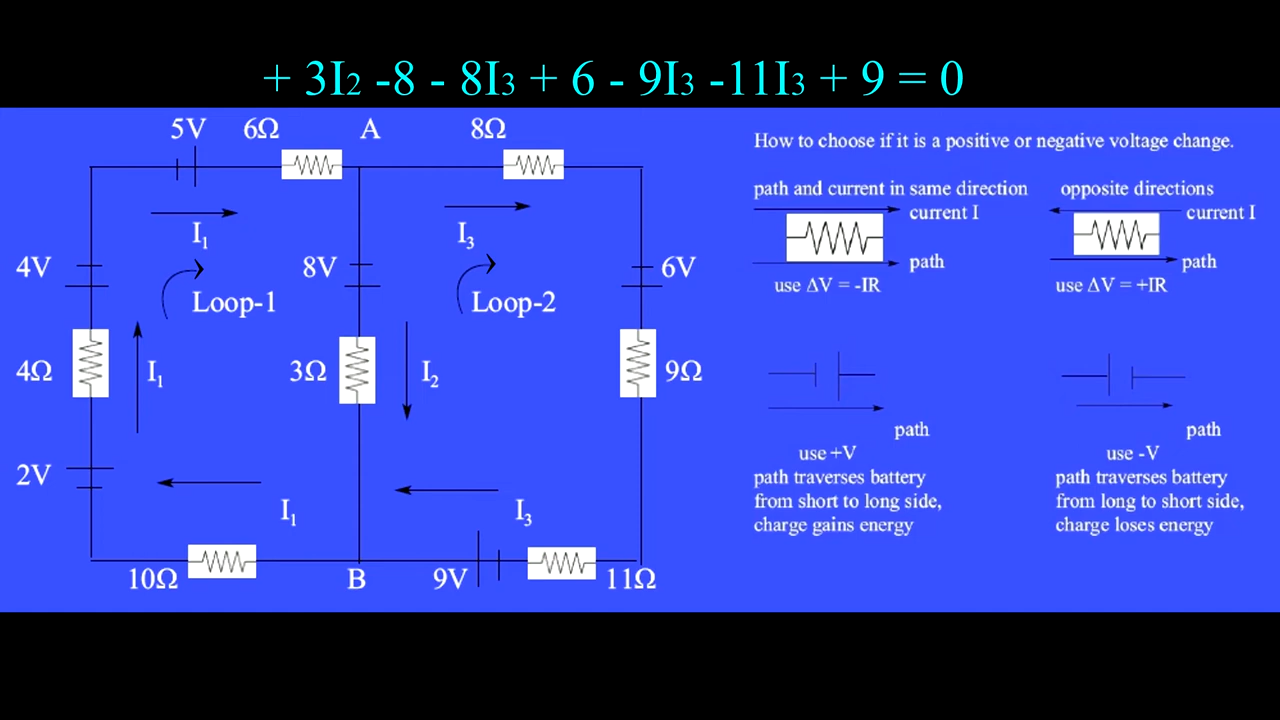 + 3I2 -8 - 8I3 + 6 - 9I3 -11I3 + 9 = 0
5V 6Ω A 8Ω
I1 I3
4V 8V 6V
Loop-1 Loop-2
4Ω I1 3Ω I2 9Ω
2V
I1 I3
10Ω B 9V 11Ω
How to choose if it is a positive or negative voltage change.
path and current in same direction
current I
path
use ΔV = -IR
opposite directions
current I
path
use ΔV = +IR
path
use +V
path traverses battery
from short to long side,
charge gains energy
path
use -V
path traverses battery
from long to short side,
charge loses energy